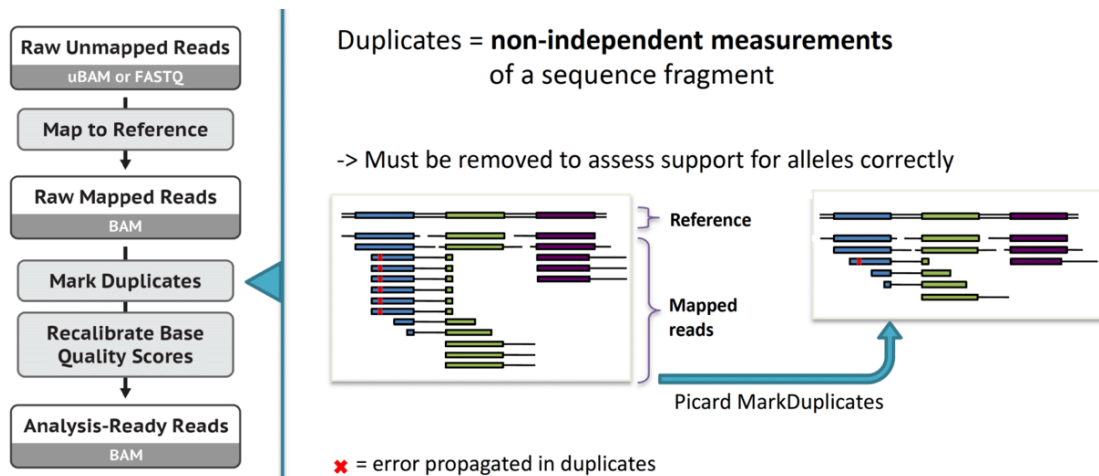 Raw Unmapped Reads
uBAM or FASTQ
Map to Reference
Raw Mapped Reads
BAM
Mark Duplicates
Recalibrate Base
Quality Scores
Analysis-Ready Reads
BAM
Duplicates = non-independent measurements
of a sequence fragment
-> Must be removed to assess support for alleles correctly
Reference
Mapped
reads
Picard MarkDuplicates
✖ = error propagated in duplicates